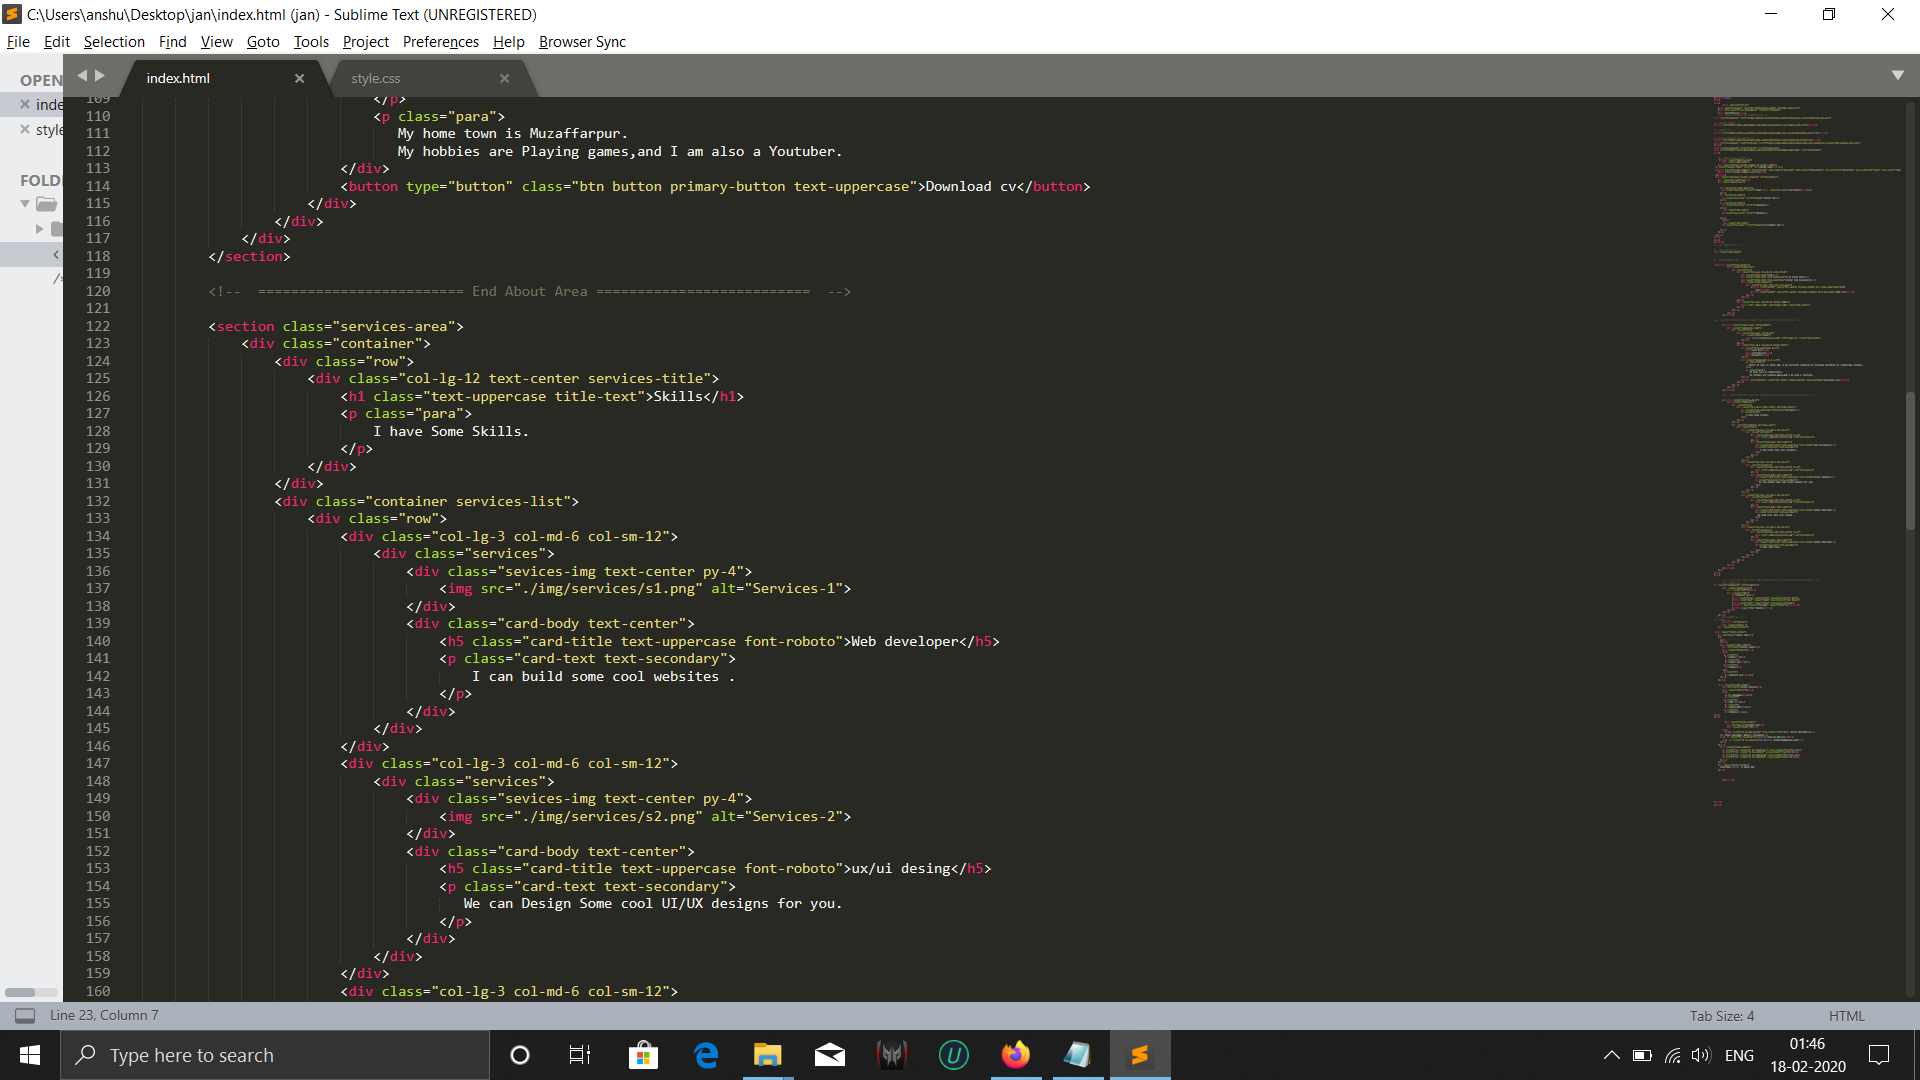 C:\Users\anshu\Desktop\jan\index.html (jan) - Sublime Text (UNREGISTERED)
File Edit Selection Find View Goto Tools Project Preferences Help Browser Sync
OPEN
inde
style
FOLD
index.html
style.css
109 </p>
110 <p class="para">
111 My home town is Muzaffarpur.
112 My hobbies are Playing games,and I am also a Youtuber.
113 </div>
114 <button type="button" class="btn button primary-button text-uppercase">Download cv</button>
115 </div>
116 </div>
117 </div>
118 </section>
119
120 <!-- ========================= End About Area ========================== -->
121
122 <section class="services-area">
123 <div class="container">
124 <div class="row">
125 <div class="col-lg-12 text-center services-title">
126 <h1 class="text-uppercase title-text">Skills</h1>
127 <p class="para">
128 I have Some Skills.
129 </p>
130 </div>
131 </div>
132 <div class="container services-list">
133 <div class="row">
134 <div class="col-lg-3 col-md-6 col-sm-12">
135 <div class="services">
136 <div class="sevices-img text-center py-4">
137 <img src="./img/services/s1.png" alt="Services-1">
138 </div>
139 <div class="card-body text-center">
140 <h5 class="card-title text-uppercase font-roboto">Web developer</h5>
141 <p class="card-text text-secondary">
142 I can build some cool websites .
143 </p>
144 </div>
145 </div>
146 </div>
147 <div class="col-lg-3 col-md-6 col-sm-12">
148 <div class="services">
149 <div class="sevices-img text-center py-4">
150 <img src="./img/services/s2.png" alt="Services-2">
151 </div>
152 <div class="card-body text-center">
153 <h5 class="card-title text-uppercase font-roboto">ux/ui desing</h5>
154 <p class="card-text text-secondary">
155 We can Design Some cool UI/UX designs for you.
156 </p>
157 </div>
158 </div>
159 </div>
160 <div class="col-lg-3 col-md-6 col-sm-12">
Line 23, Column 7
Tab Size: 4
HTML
Type here to search
ENG
01:46
18-02-2020